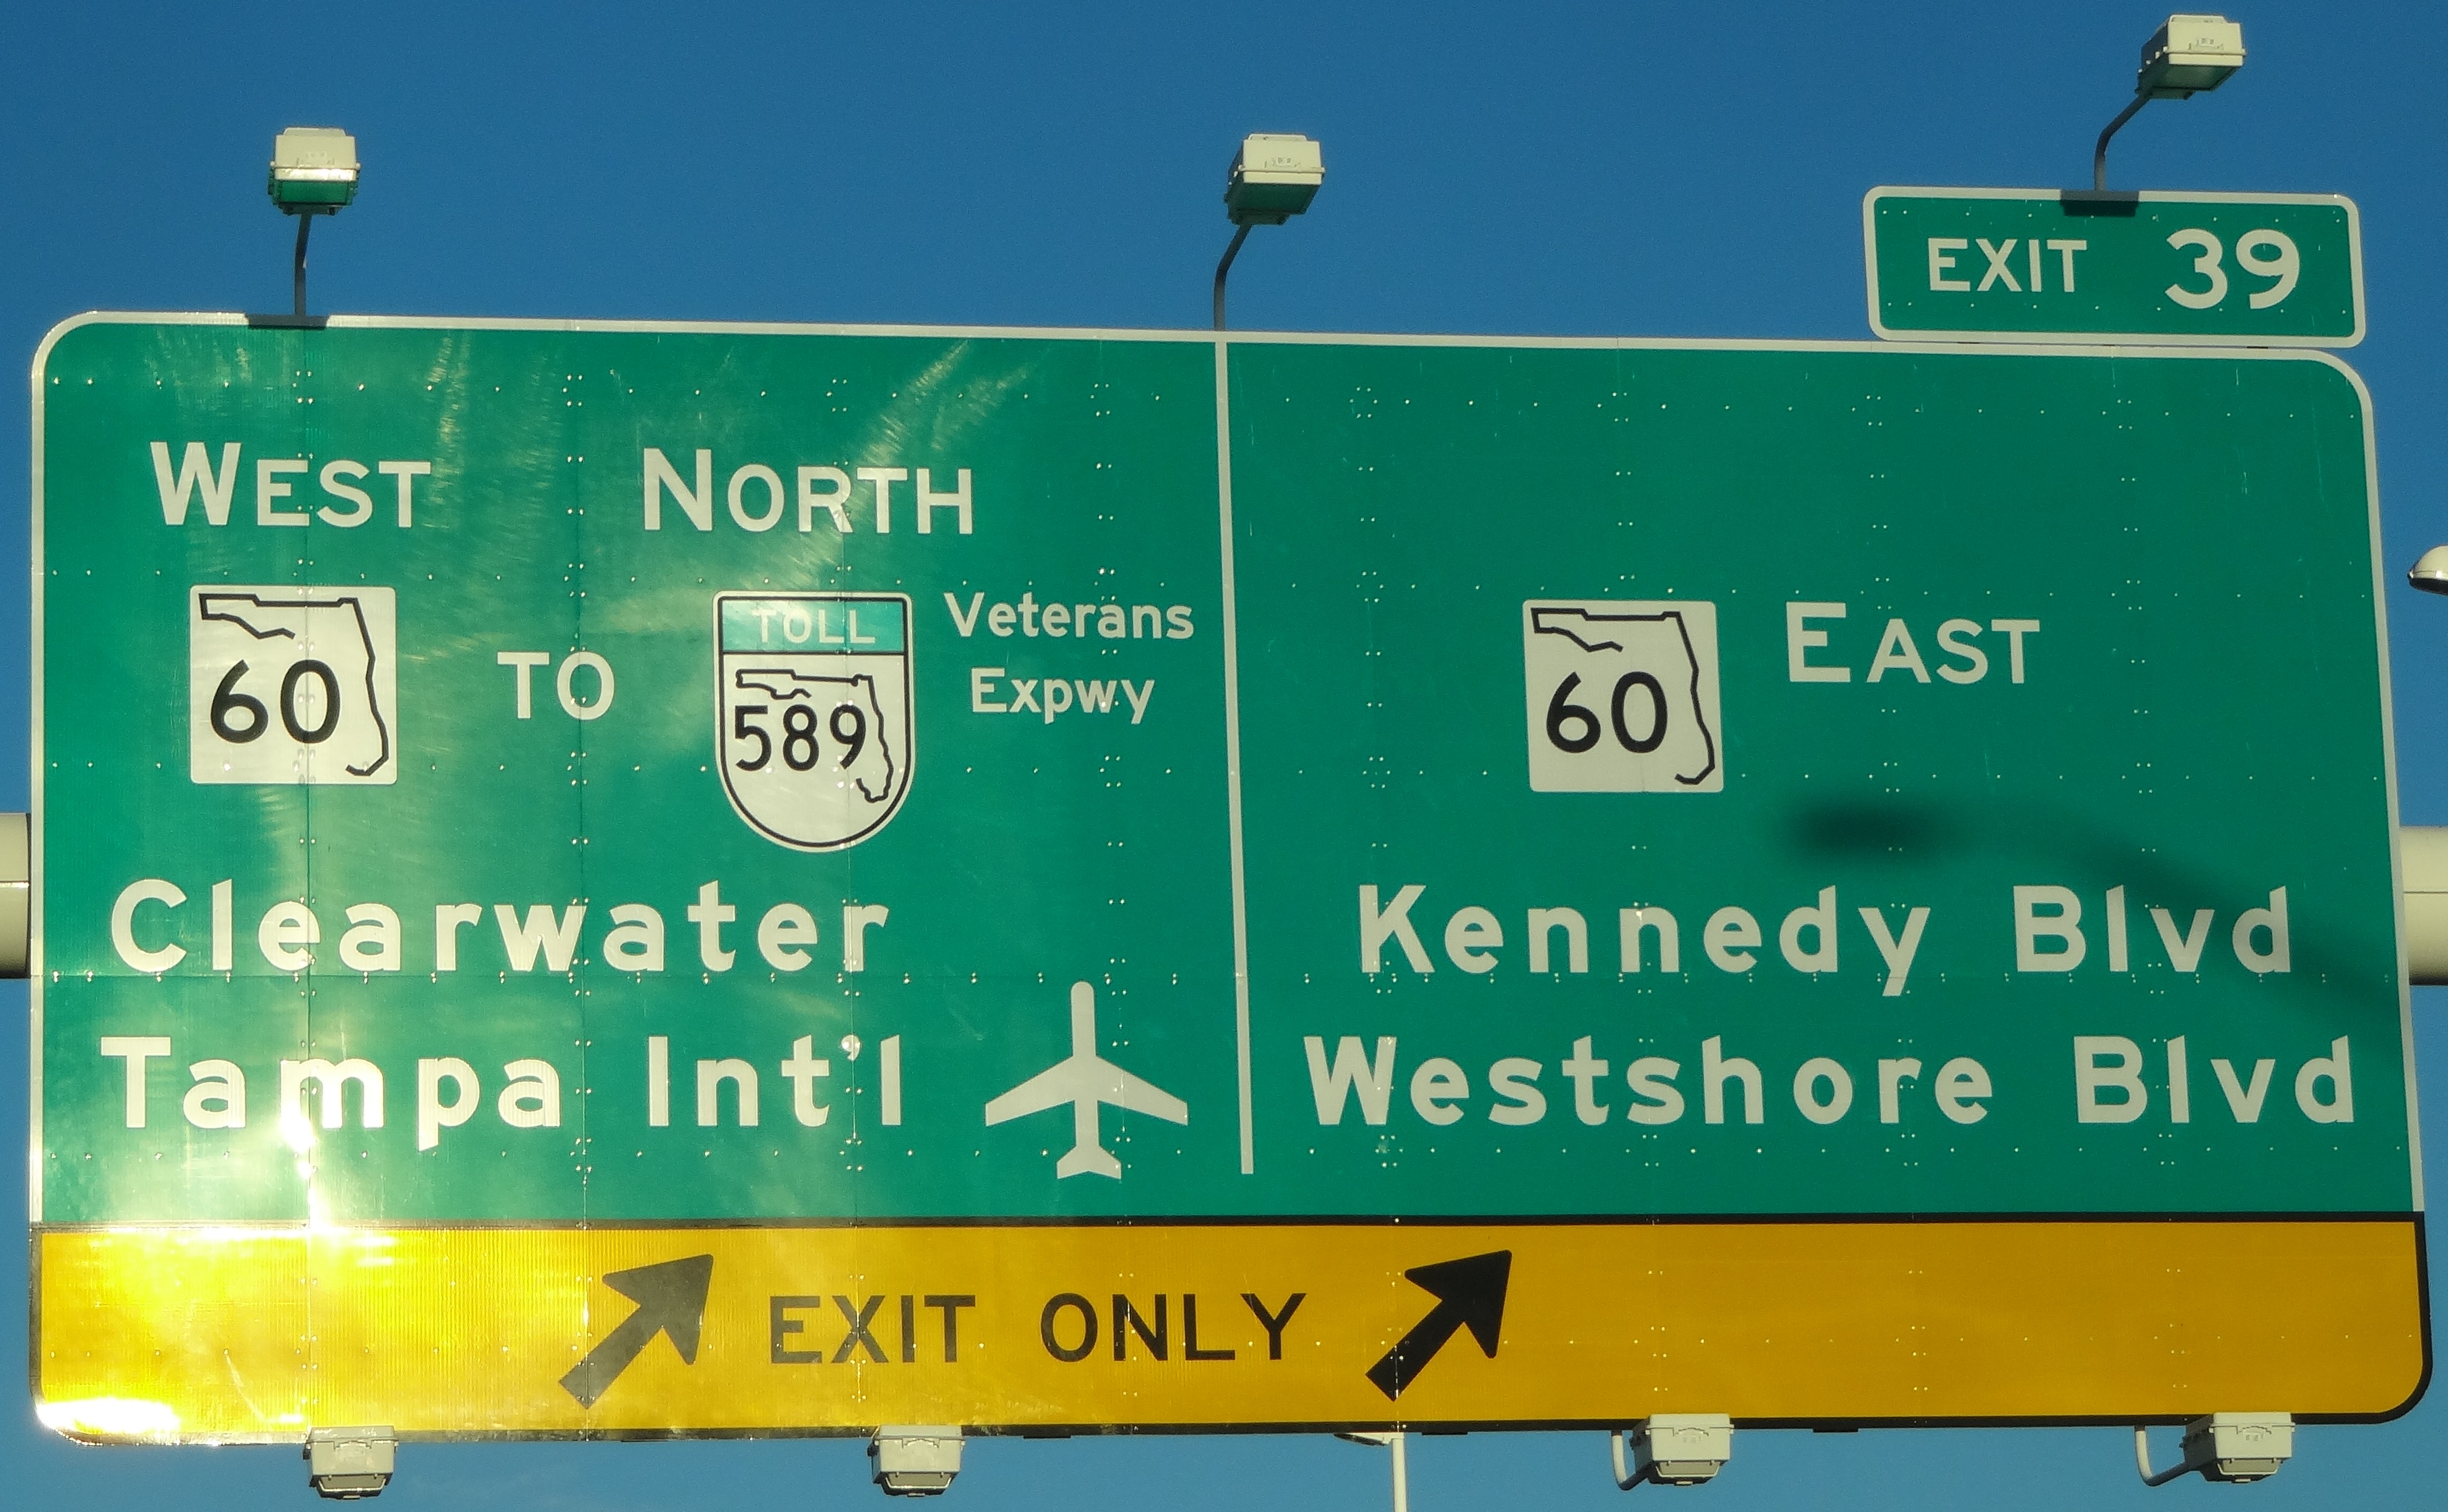 EXIT 39
WEST NORTH
60 TO TOLL 589 Veterans Expwy
Clearwater
Tampa Int'l
60 EAST
Kennedy Blvd
Westshore Blvd
EXIT ONLY